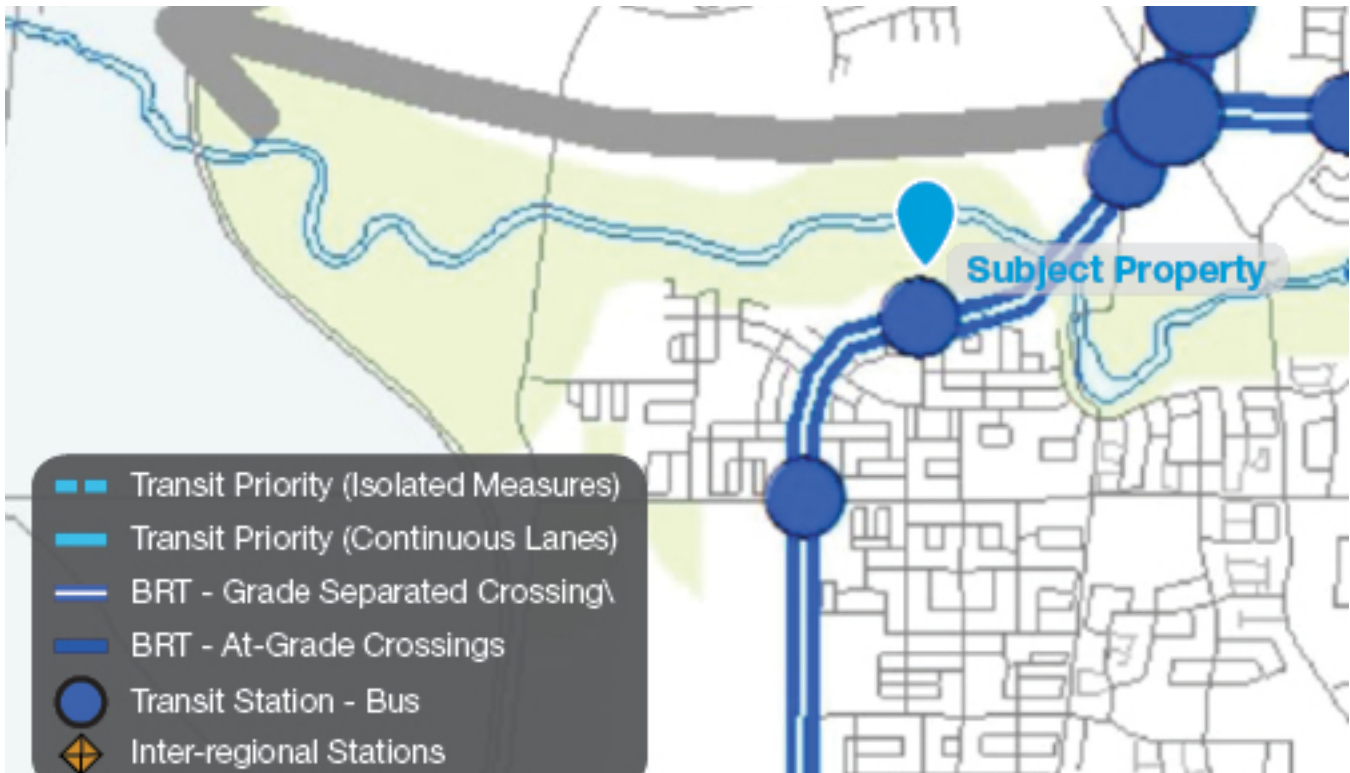 Subject Property
Transit Priority (Isolated Measures)
Transit Priority (Continuous Lanes)
BRT - Grade Separated Crossing\
BRT - At-Grade Crossings
Transit Station - Bus
Inter-regional Stations